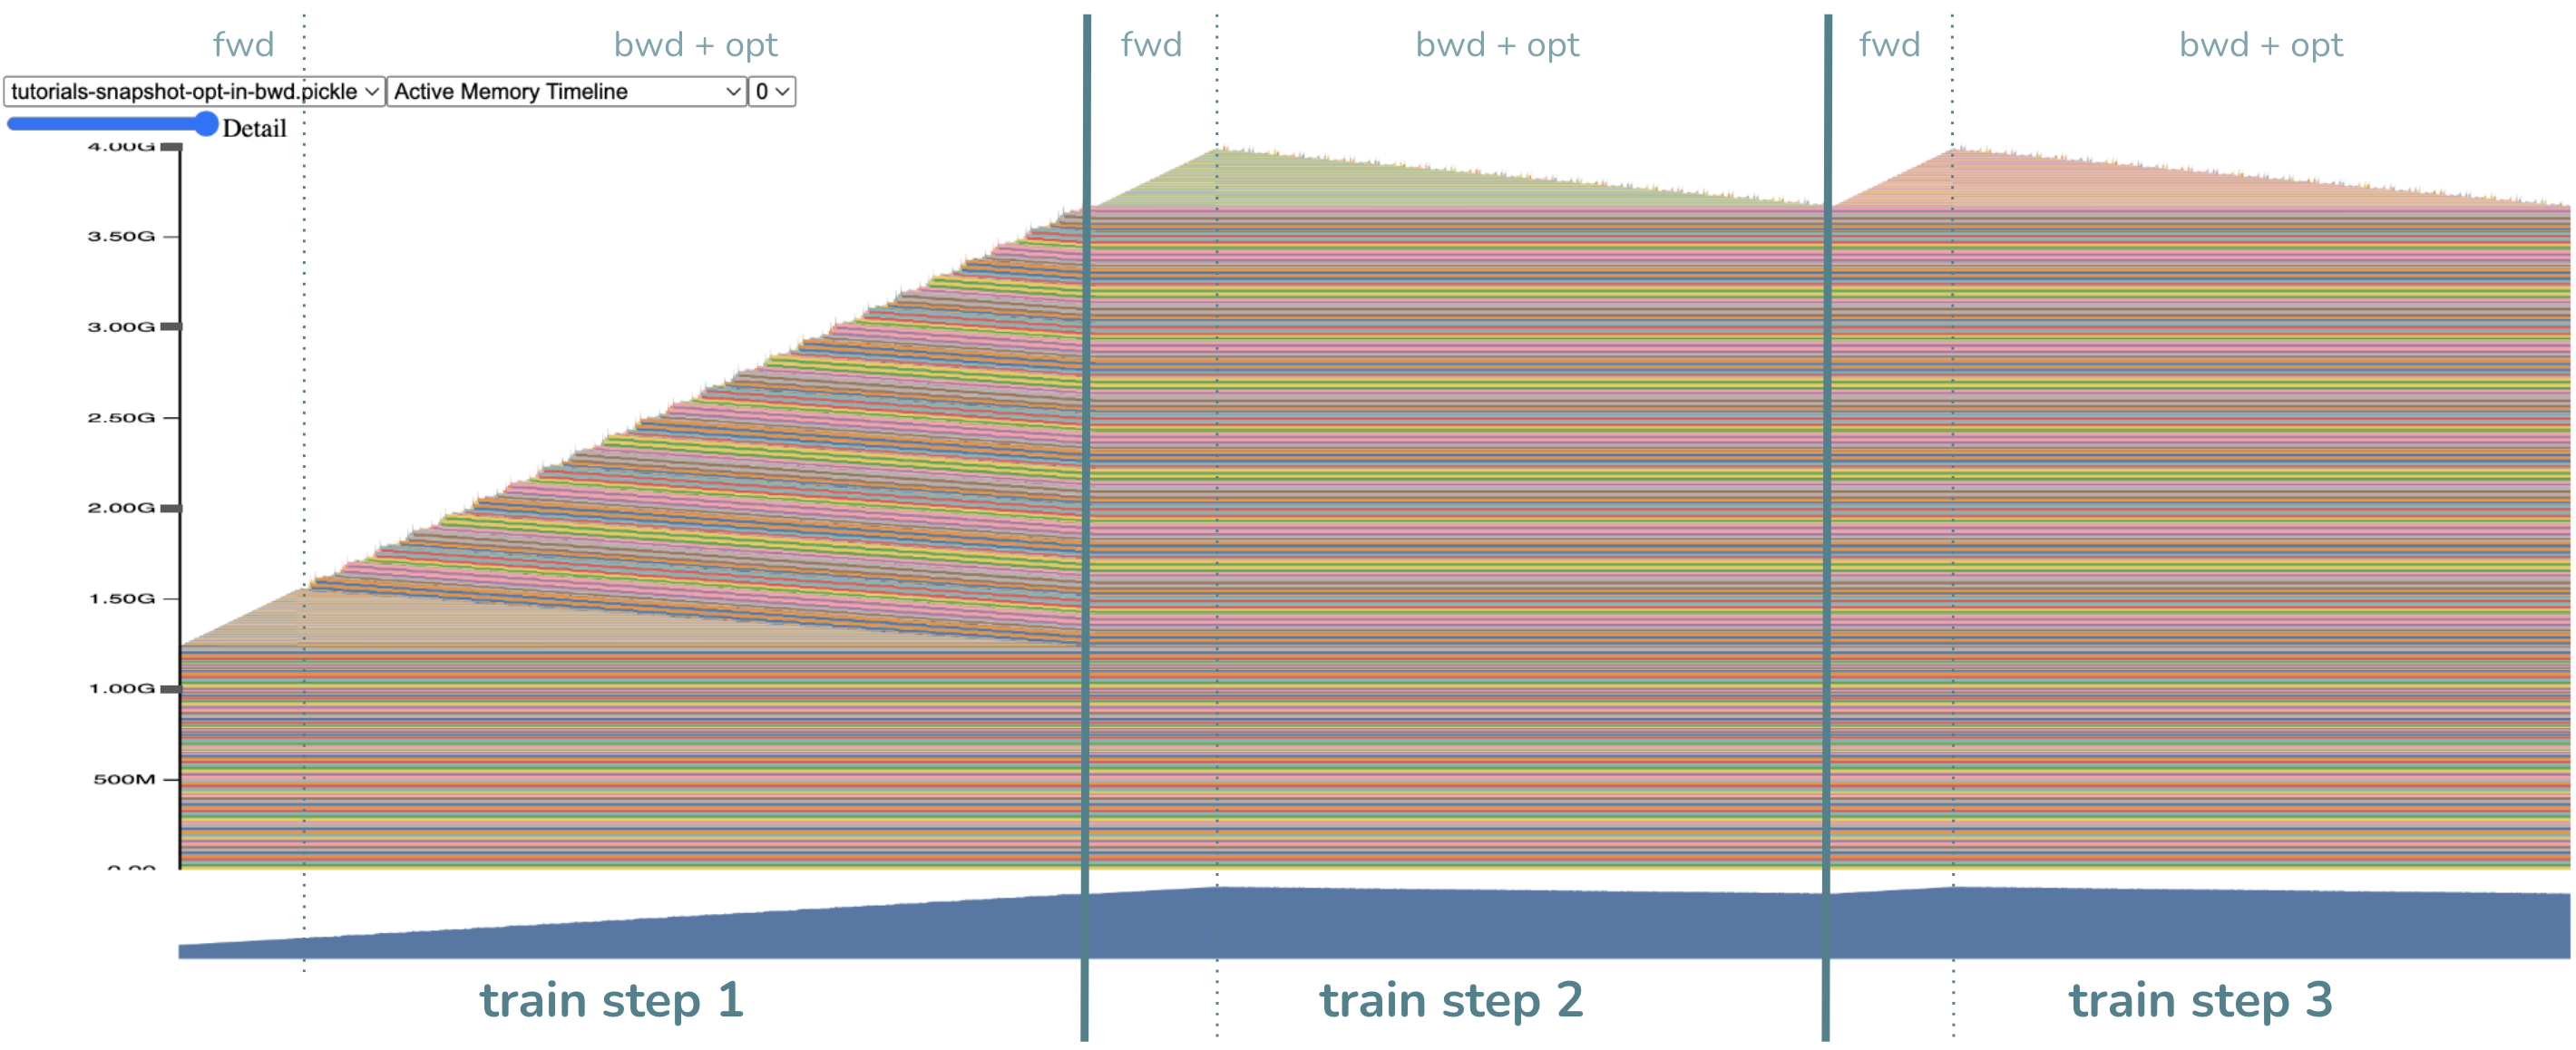 fwd bwd + opt fwd bwd + opt fwd bwd + opt
tutorials-snapshot-opt-in-bwd.pickle Active Memory Timeline 0
Detail
4.00G
3.50G
3.00G
2.50G
2.00G
1.50G
1.00G
500M
train step 1 train step 2 train step 3